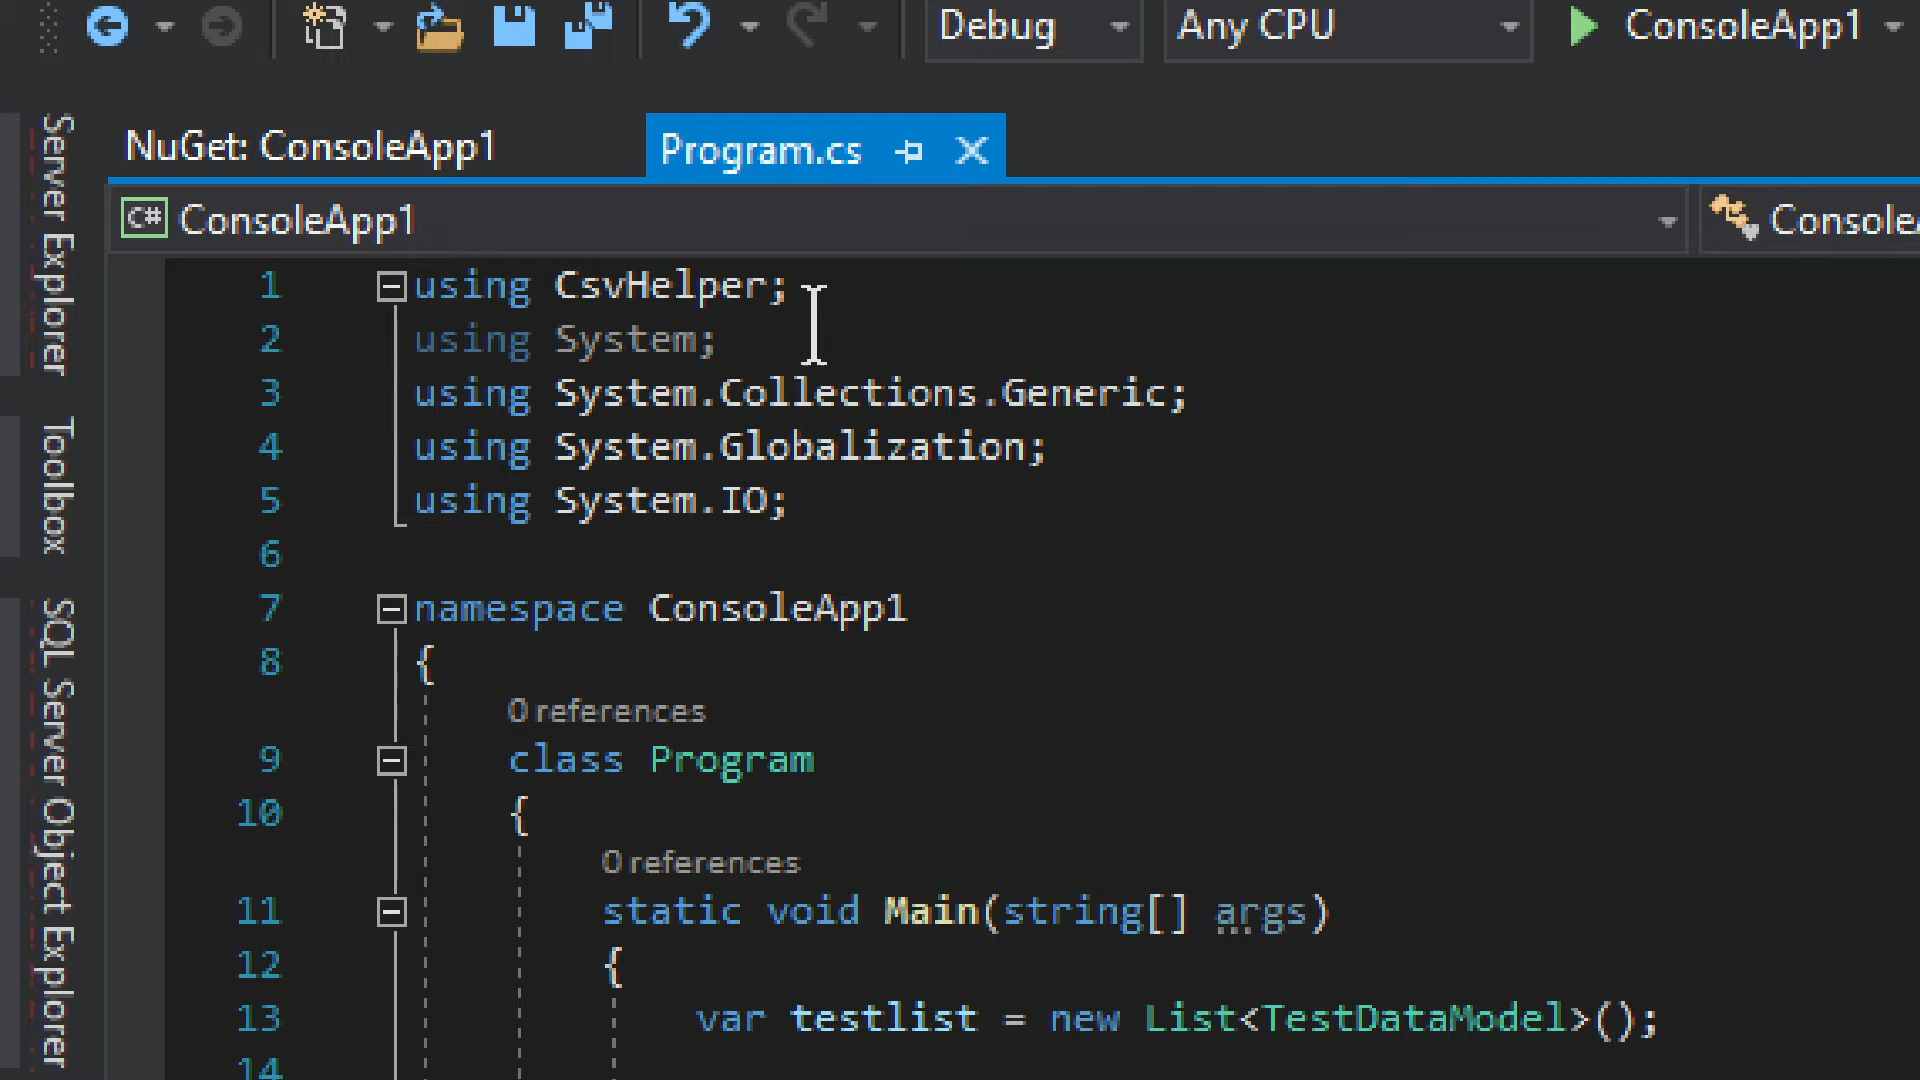 Debug
Any CPU
ConsoleApp1
Server Explorer
Toolbox
SQL Server Object Explorer
NuGet: ConsoleApp1
Program.cs
C# ConsoleApp1
Console
1 using CsvHelper;
2 using System;
3 using System.Collections.Generic;
4 using System.Globalization;
5 using System.IO;
6
7 namespace ConsoleApp1
8 {
0 references
9 class Program
10 {
0 references
11 static void Main(string[] args)
12 {
13 var testlist = new List<TestDataModel>();
14